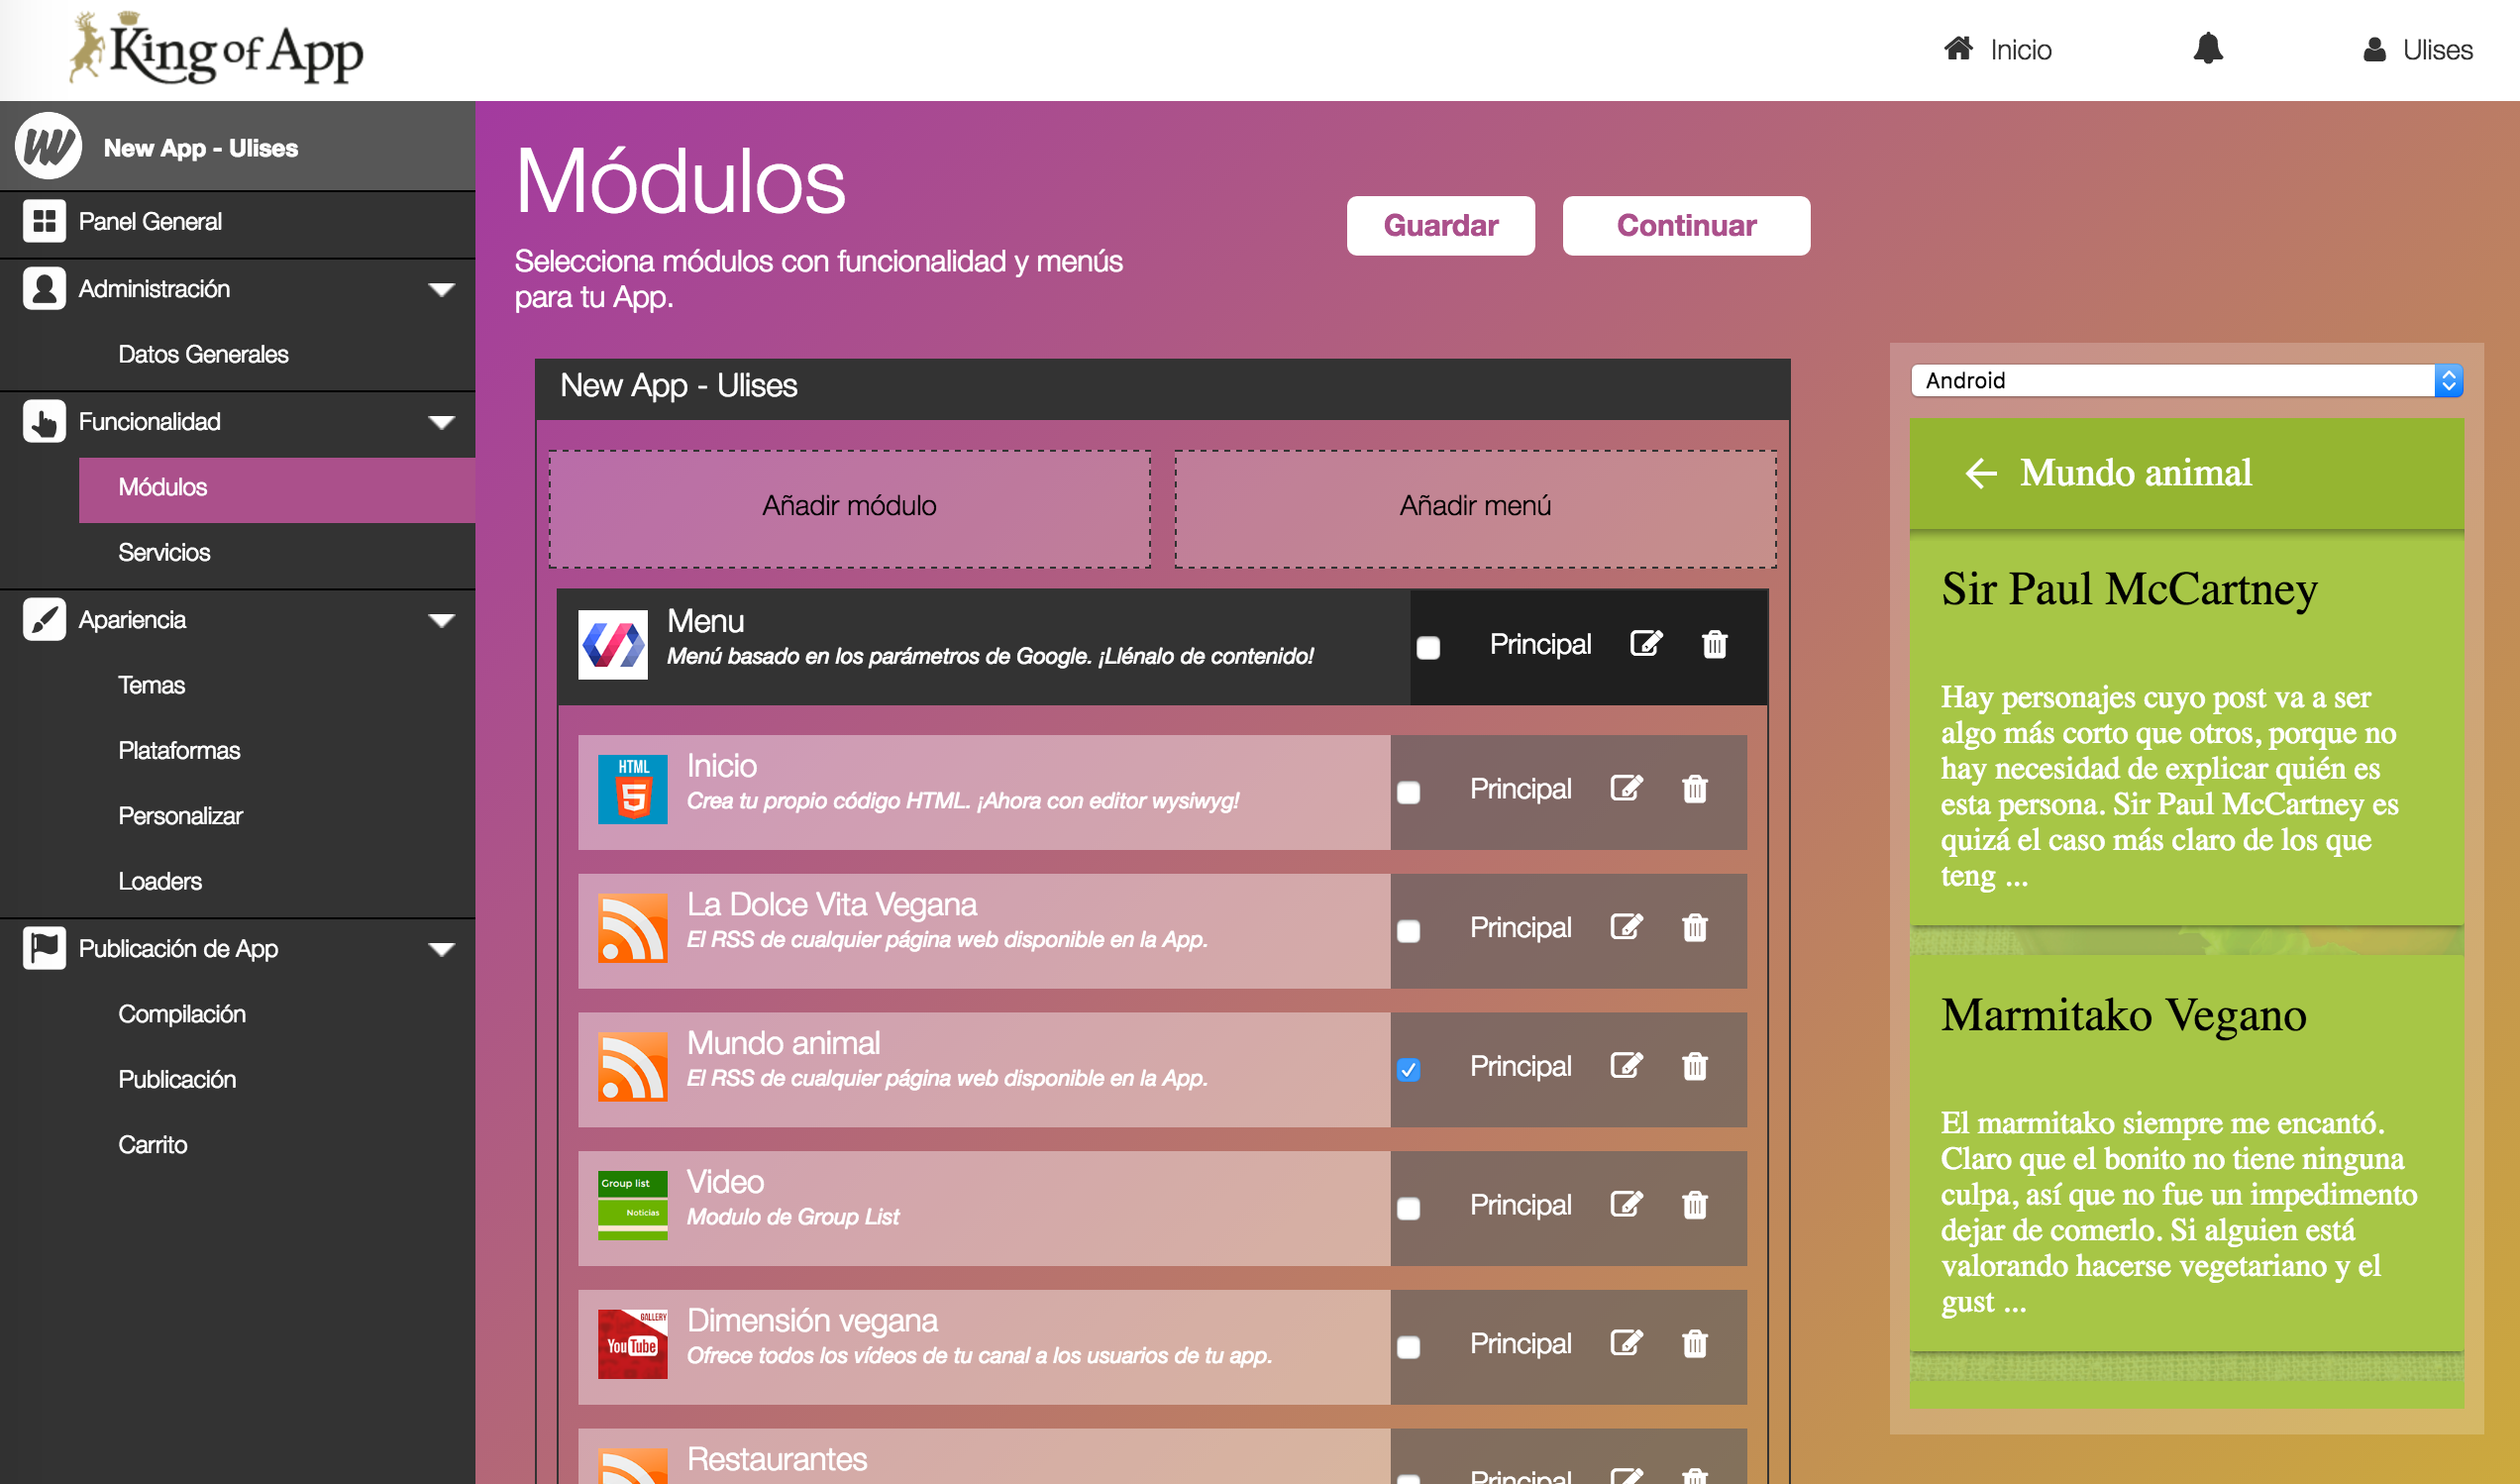 King of App
Inicio
Ulises
New App - Ulises
Panel General
Administración
Datos Generales
Funcionalidad
Módulos
Servicios
Apariencia
Temas
Plataformas
Personalizar
Loaders
Publicación de App
Compilación
Publicación
Carrito
Módulos
Selecciona módulos con funcionalidad y menús
para tu App.
Guardar
Continuar
New App - Ulises
Añadir módulo
Añadir menú
Menu
Menú basado en los parámetros de Google. ¡Llénalo de contenido!
Principal
HTML
5
Inicio
Crea tu propio código HTML. ¡Ahora con editor wysiwyg!
Principal
La Dolce Vita Vegana
El RSS de cualquier página web disponible en la App.
Principal
Mundo animal
El RSS de cualquier página web disponible en la App.
Principal
Group list
Noticias
Video
Modulo de Group List
Principal
GALLERY
YouTube
Dimensión vegana
Ofrece todos los vídeos de tu canal a los usuarios de tu app.
Principal
Restaurantes
Principal
Android
Mundo animal
Sir Paul McCartney
Hay personajes cuyo post va a ser
algo más corto que otros, porque no
hay necesidad de explicar quién es
esta persona. Sir Paul McCartney es
quizá el caso más claro de los que
teng ...
Marmitako Vegano
El marmitako siempre me encantó.
Claro que el bonito no tiene ninguna
culpa, así que no fue un impedimento
dejar de comerlo. Si alguien está
valorando hacerse vegetariano y el
gust ...